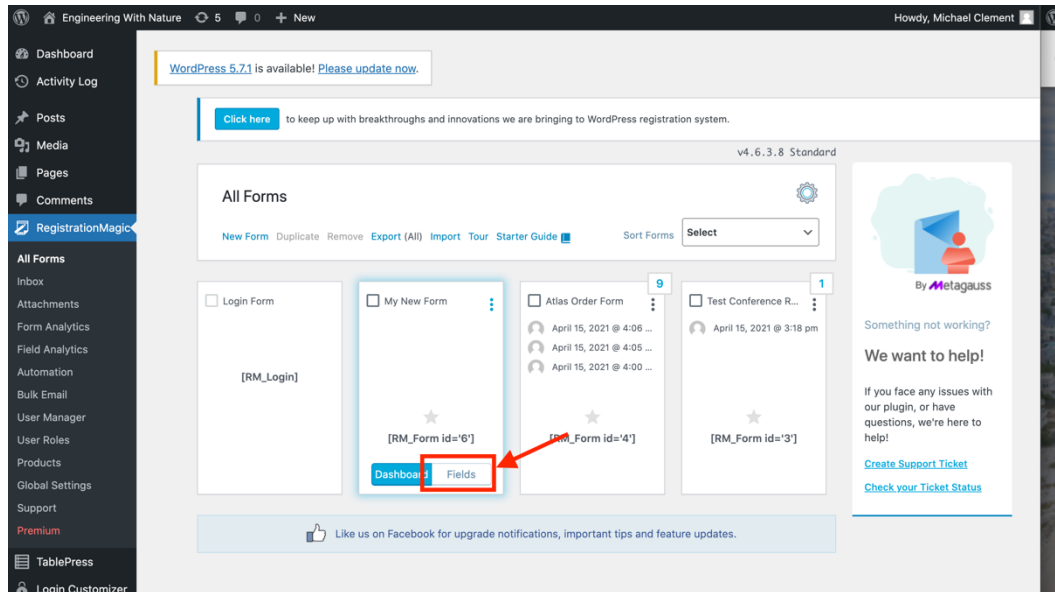 Engineering With Nature 5 0 New Howdy, Michael Clement
Dashboard
Activity Log
Posts
Media
Pages
Comments
RegistrationMagic
All Forms
Inbox
Attachments
Form Analytics
Field Analytics
Automation
Bulk Email
User Manager
User Roles
Products
Global Settings
Support
Premium
TablePress
Login Customizer
WordPress 5.7.1 is available! Please update now.
Click here to keep up with breakthroughs and innovations we are bringing to WordPress registration system.
v4.6.3.8 Standard
All Forms
New Form Duplicate Remove Export (All) Import Tour Starter Guide Sort Forms Select
Login Form
[RM_Login]
My New Form
[RM_Form id='6']
Dashboard Fields
9
Atlas Order Form
April 15, 2021 @ 4:06 ...
April 15, 2021 @ 4:05 ...
April 15, 2021 @ 4:00 ...
[RM_Form id='4']
1
Test Conference R...
April 15, 2021 @ 3:18 pm
[RM_Form id='3']
Like us on Facebook for upgrade notifications, important tips and feature updates.
By Metagauss
Something not working?
We want to help!
If you face any issues with
our plugin, or have
questions, we're here to
help!
Create Support Ticket
Check your Ticket Status